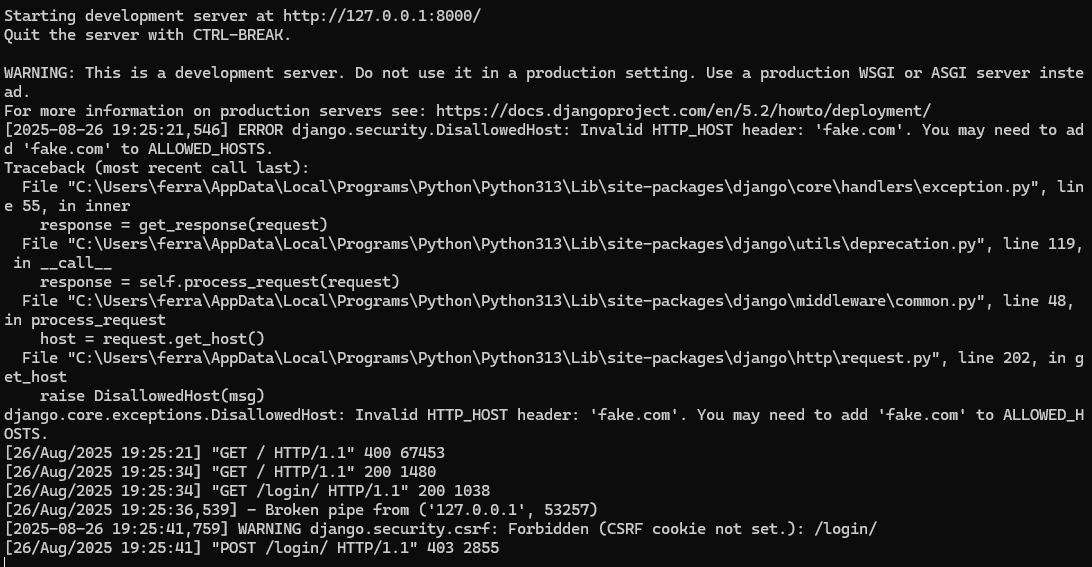 Starting development server at http://127.0.0.1:8000/
Quit the server with CTRL-BREAK.

WARNING: This is a development server. Do not use it in a production setting. Use a production WSGI or ASGI server inste
ad.
For more information on production servers see: https://docs.djangoproject.com/en/5.2/howto/deployment/
[2025-08-26 19:25:21,546] ERROR django.security.DisallowedHost: Invalid HTTP_HOST header: 'fake.com'. You may need to ad
d 'fake.com' to ALLOWED_HOSTS.
Traceback (most recent call last):
  File "C:\Users\ferra\AppData\Local\Programs\Python\Python313\Lib\site-packages\django\core\handlers\exception.py", lin
e 55, in inner
    response = get_response(request)
  File "C:\Users\ferra\AppData\Local\Programs\Python\Python313\Lib\site-packages\django\utils\deprecation.py", line 119,
 in __call__
    response = self.process_request(request)
  File "C:\Users\ferra\AppData\Local\Programs\Python\Python313\Lib\site-packages\django\middleware\common.py", line 48,
in process_request
    host = request.get_host()
  File "C:\Users\ferra\AppData\Local\Programs\Python\Python313\Lib\site-packages\django\http\request.py", line 202, in g
et_host
    raise DisallowedHost(msg)
django.core.exceptions.DisallowedHost: Invalid HTTP_HOST header: 'fake.com'. You may need to add 'fake.com' to ALLOWED_H
OSTS.
[26/Aug/2025 19:25:21] "GET / HTTP/1.1" 400 67453
[26/Aug/2025 19:25:34] "GET / HTTP/1.1" 200 1480
[26/Aug/2025 19:25:34] "GET /login/ HTTP/1.1" 200 1038
[26/Aug/2025 19:25:36,539] - Broken pipe from ('127.0.0.1', 53257)
[2025-08-26 19:25:41,759] WARNING django.security.csrf: Forbidden (CSRF cookie not set.): /login/
[26/Aug/2025 19:25:41] "POST /login/ HTTP/1.1" 403 2855